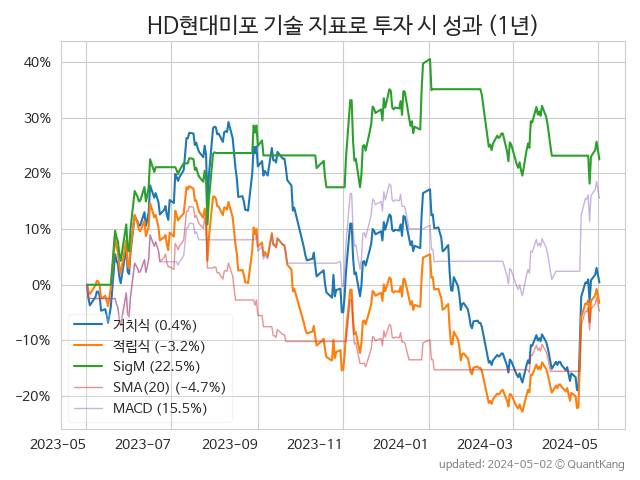 HD현대미포 기술 지표로 투자 시 성과 (1년)
40%
30%
20%
10%
0%
−10%
−20%
거치식 (0.4%)
적립식 (−3.2%)
SigM (22.5%)
SMA(20) (−4.7%)
MACD (15.5%)
2023-05 2023-07 2023-09 2023-11 2024-01 2024-03 2024-05
updated: 2024-05-02 ⓒ QuantKang